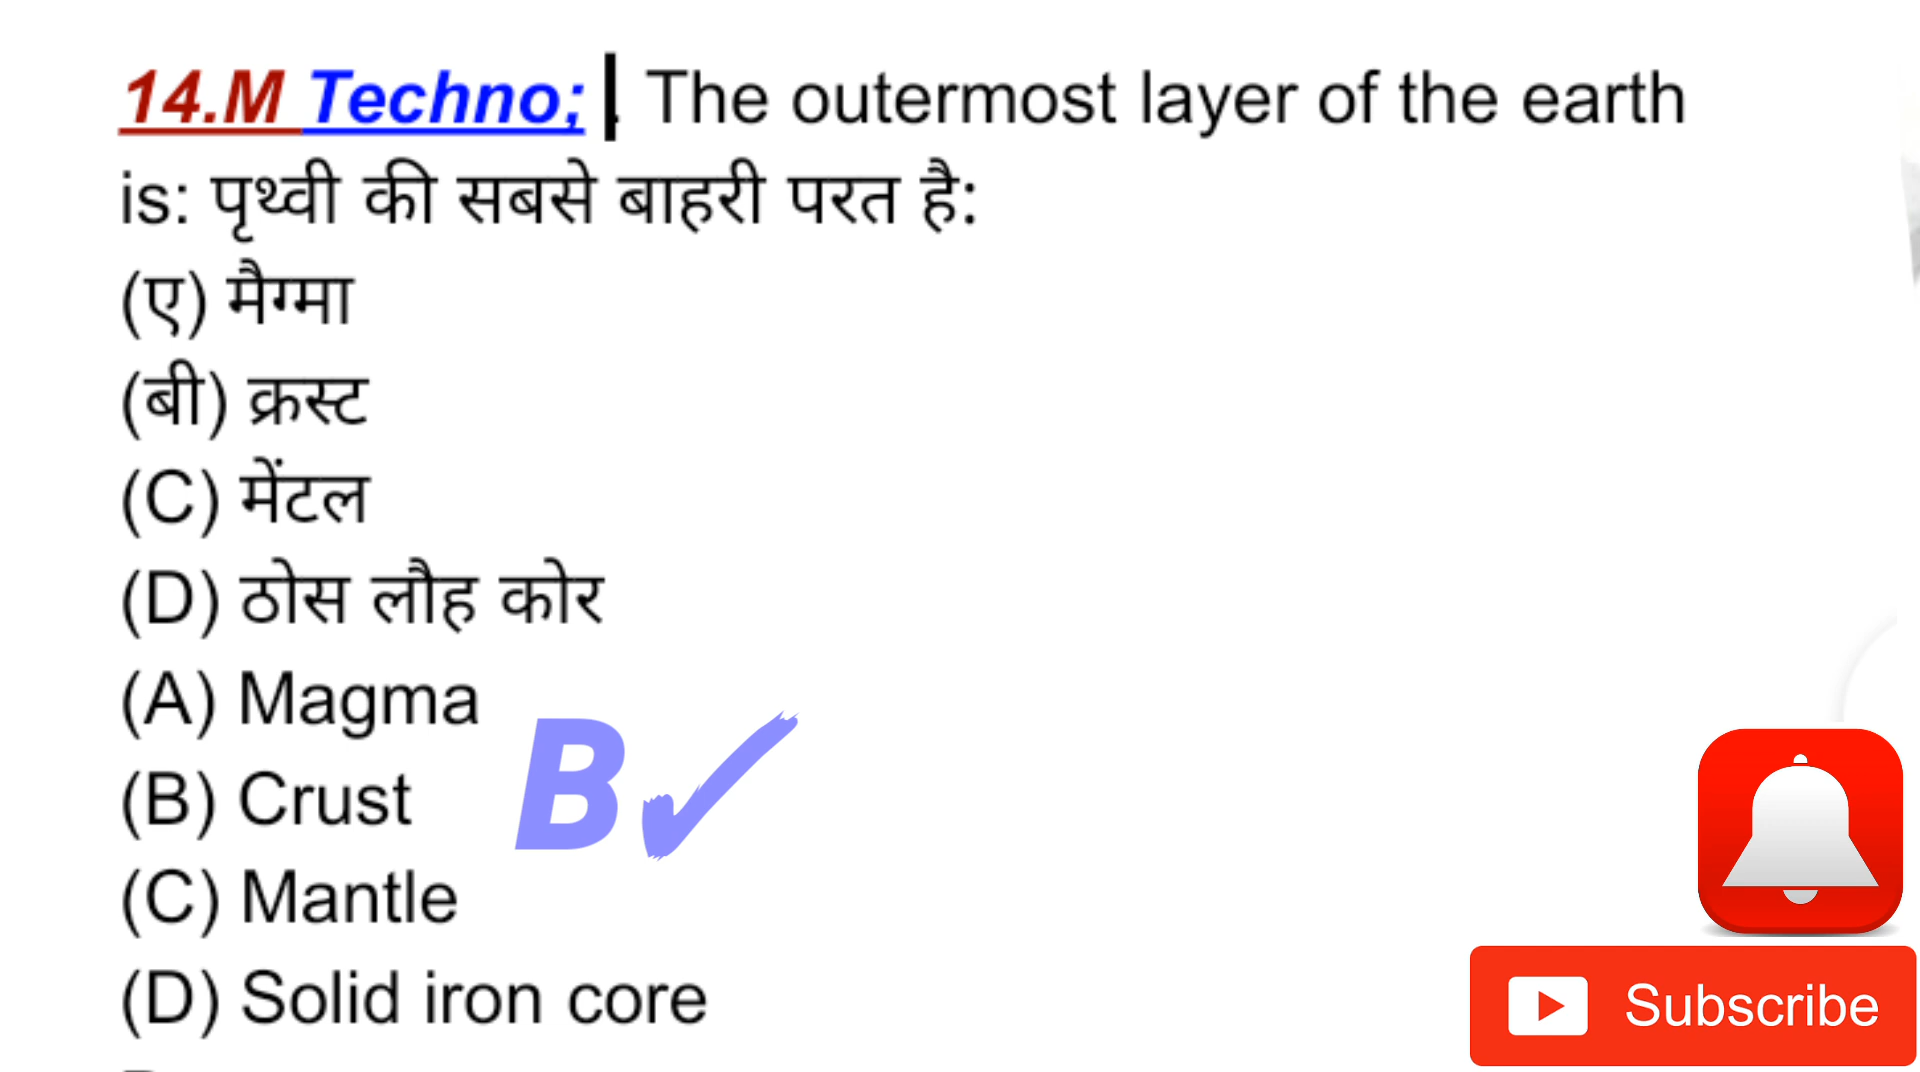 14.M Techno; . The outermost layer of the earth
is: पृथ्वी की सबसे बाहरी परत है:
(ए) मैग्मा
(बी) क्रस्ट
(C) मेंटल
(D) ठोस लौह कोर
(A) Magma
(B) Crust
B✓
(C) Mantle
(D) Solid iron core
Subscribe